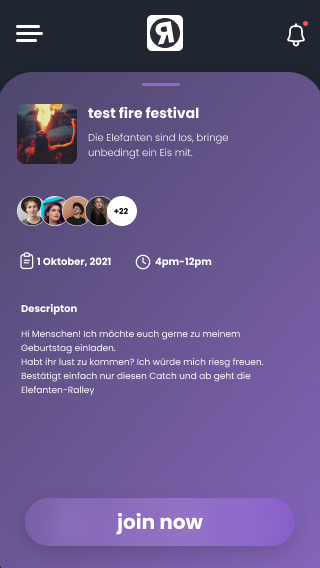 test fire festival
Die Elefanten sind los, bringe
unbedingt ein Eis mit.
+22
1 Oktober, 2021
4pm-12pm
Descripton
Hi Menschen! Ich möchte euch gerne zu meinem
Geburtstag einladen.
Habt ihr lust zu kommen? Ich würde mich riesg freuen.
Bestätigt einfach nur diesen Catch und ab geht die
Elefanten-Ralley
join now